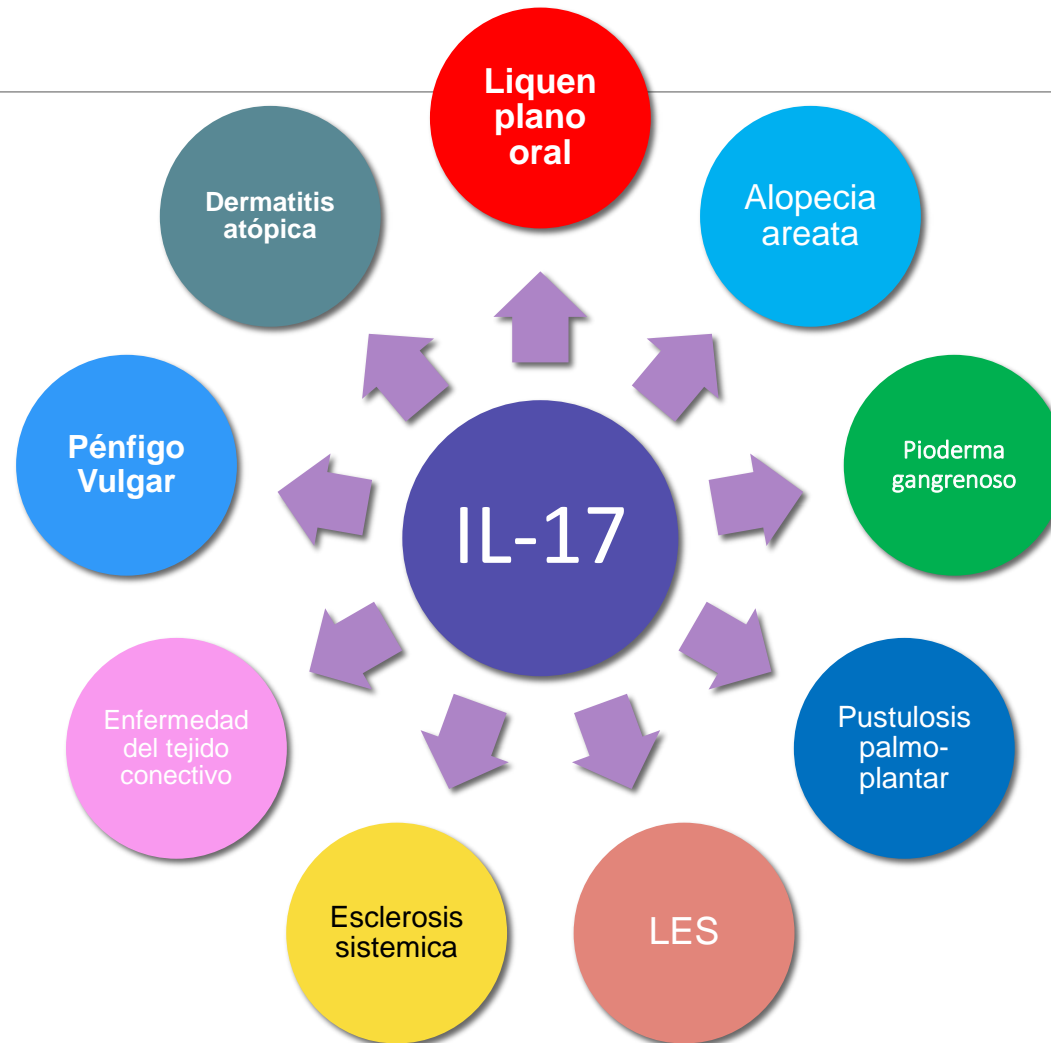 Liquen
plano
oral
Alopecia
areata
Pioderma
gangrenoso
Pustulosis
palmo-
plantar
LES
Esclerosis
sistemica
Enfermedad
del tejido
conectivo
Pénfigo
Vulgar
Dermatitis
atópica
IL-17